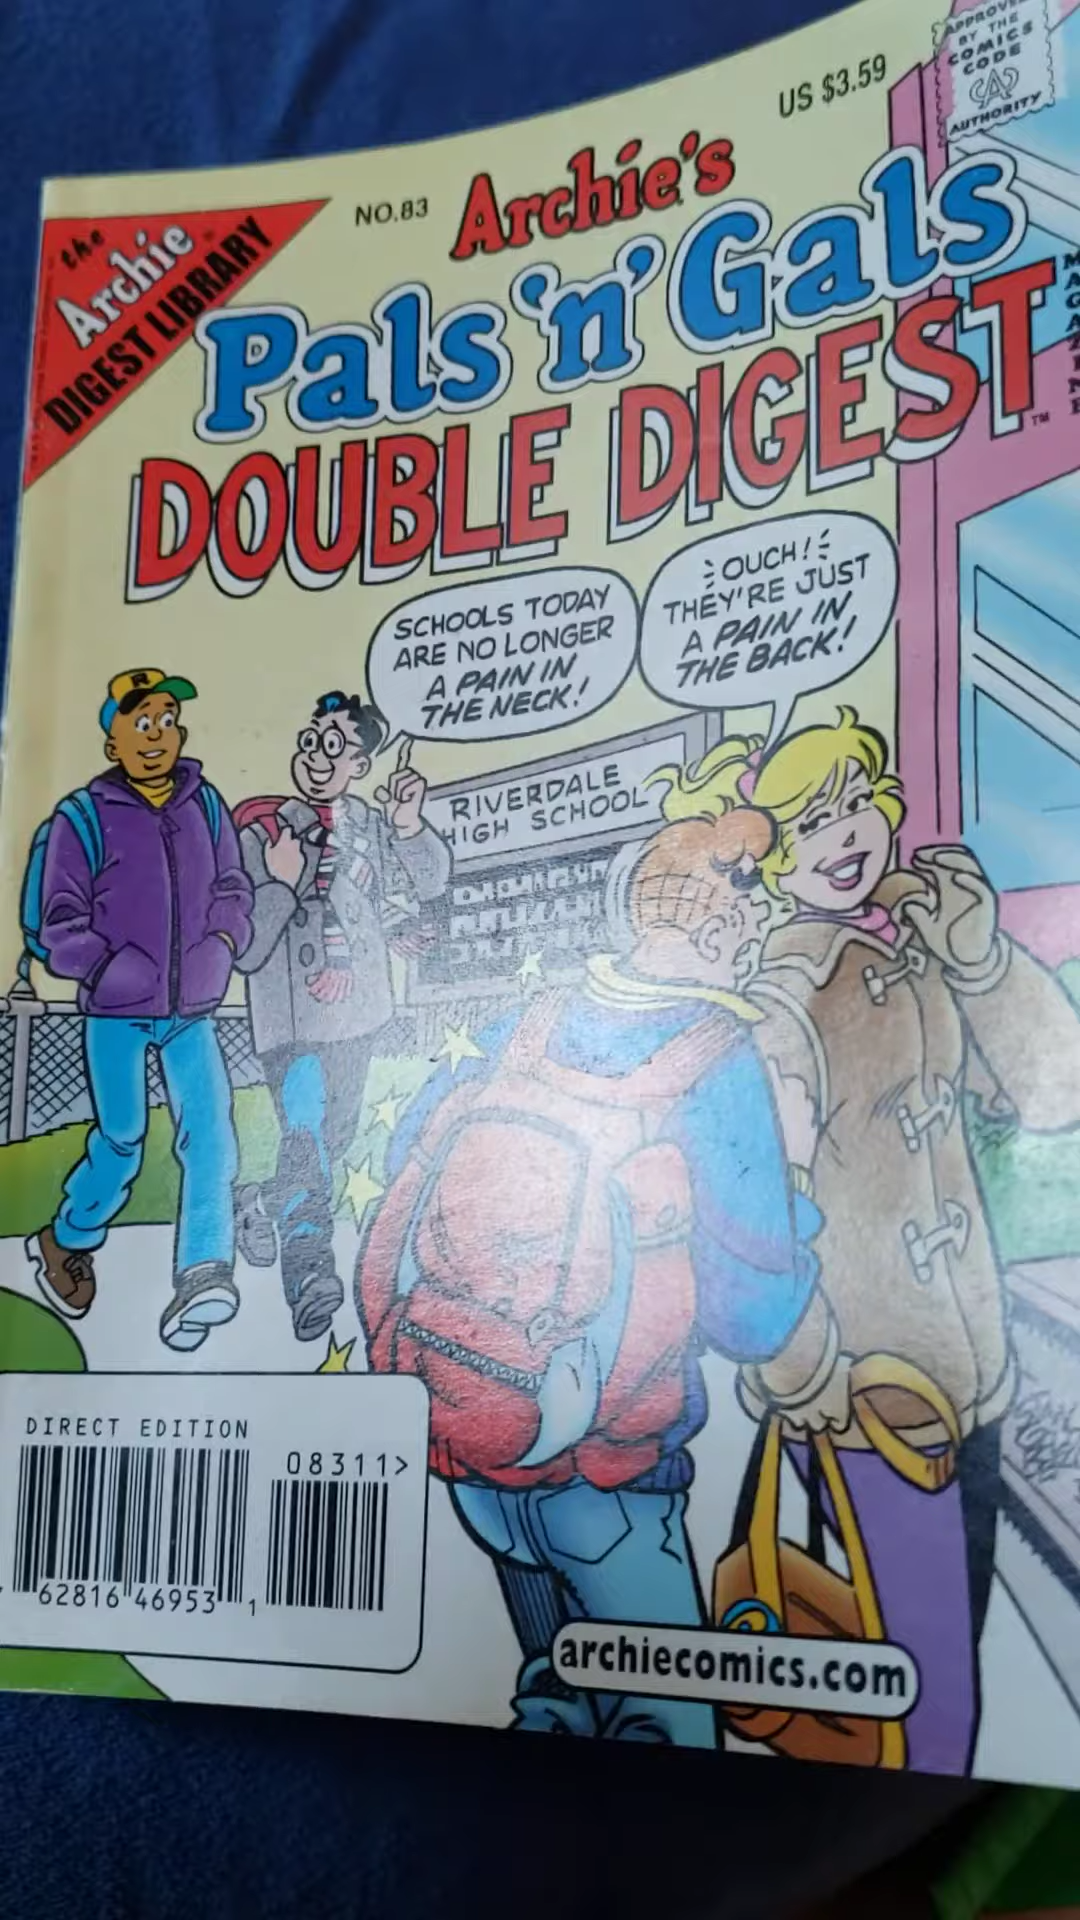 US $3.59
APPROVED
BY THE
COMICS
CODE
CA
AUTHORITY
NO.83
the
Archie
DIGEST LIBRARY
Archie's
Pals 'n' Gals
DOUBLE DIGEST™
SCHOOLS TODAY
ARE NO LONGER
A PAIN IN
THE NECK!
OUCH!
THEY'RE JUST
A PAIN IN
THE BACK!
R
RIVERDALE
HIGH SCHOOL
DIRECT EDITION
08311>
62816 46953 1
archiecomics.com